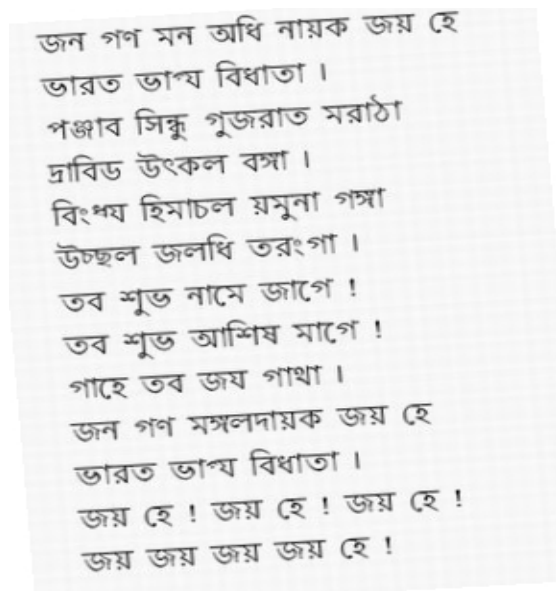 জন গণ মন অধি নায়ক জয় হে
ভারত ভাগ্য বিধাতা ।
পঞ্জাব সিন্ধু গুজরাত মরাঠা
দ্রাবিড উৎকল বঙ্গা ।
বিংধ্য হিমাচল য়মুনা গঙ্গা
উচ্ছল জলধি তরংগা ।
তব শুভ নামে জাগে !
তব শুভ আশিষ মাগে !
গাহে তব জয গাথা ।
জন গণ মঙ্গলদায়ক জয় হে
ভারত ভাগ্য বিধাতা ।
জয় হে ! জয় হে ! জয় হে !
জয় জয় জয় জয় হে !